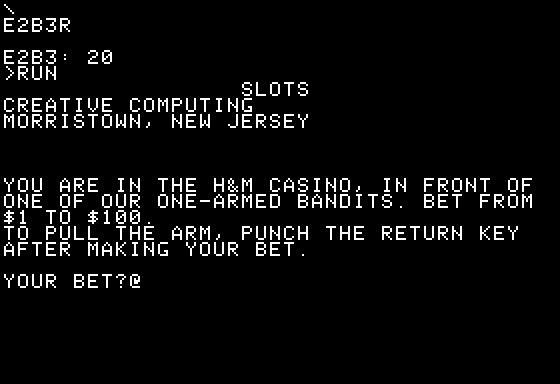 \
E2B3R

E2B3: 20
>RUN
SLOTS
CREATIVE COMPUTING
MORRISTOWN, NEW JERSEY

YOU ARE IN THE H&M CASINO, IN FRONT OF
ONE OF OUR ONE-ARMED BANDITS. BET FROM
$1 TO $100.
TO PULL THE ARM, PUNCH THE RETURN KEY
AFTER MAKING YOUR BET.

YOUR BET?@